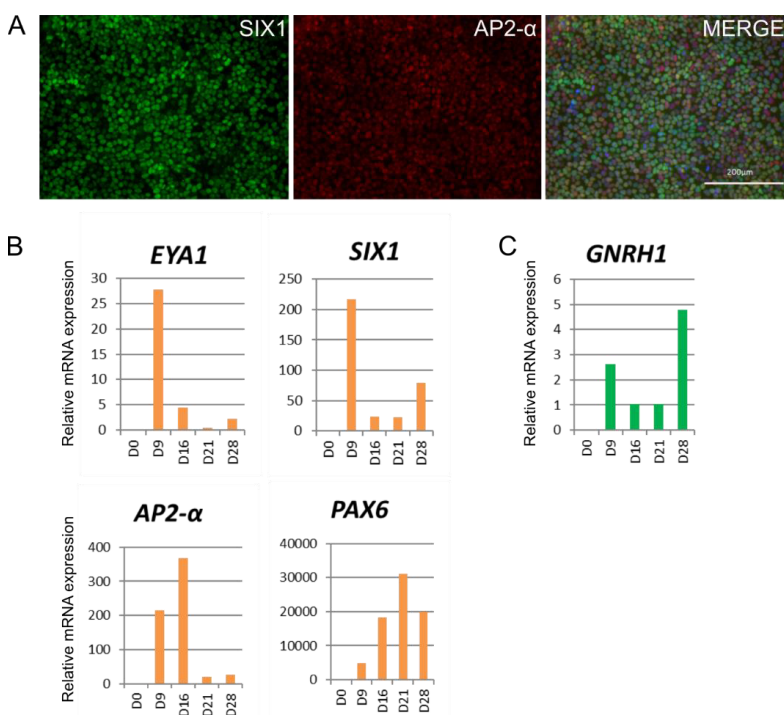 A
SIX1
AP2-α
MERGE
200µm
B
EYA1
Relative mRNA expression
30
25
20
15
10
5
0
D0
D9
D16
D21
D28
SIX1
250
200
150
100
50
0
D0
D9
D16
D21
D28
C
GNRH1
Relative mRNA expression
6
5
4
3
2
1
0
D0
D9
D16
D21
D28
AP2-α
Relative mRNA expression
400
300
200
100
0
D0
D9
D16
D21
D28
PAX6
40000
30000
20000
10000
0
D0
D9
D16
D21
D28